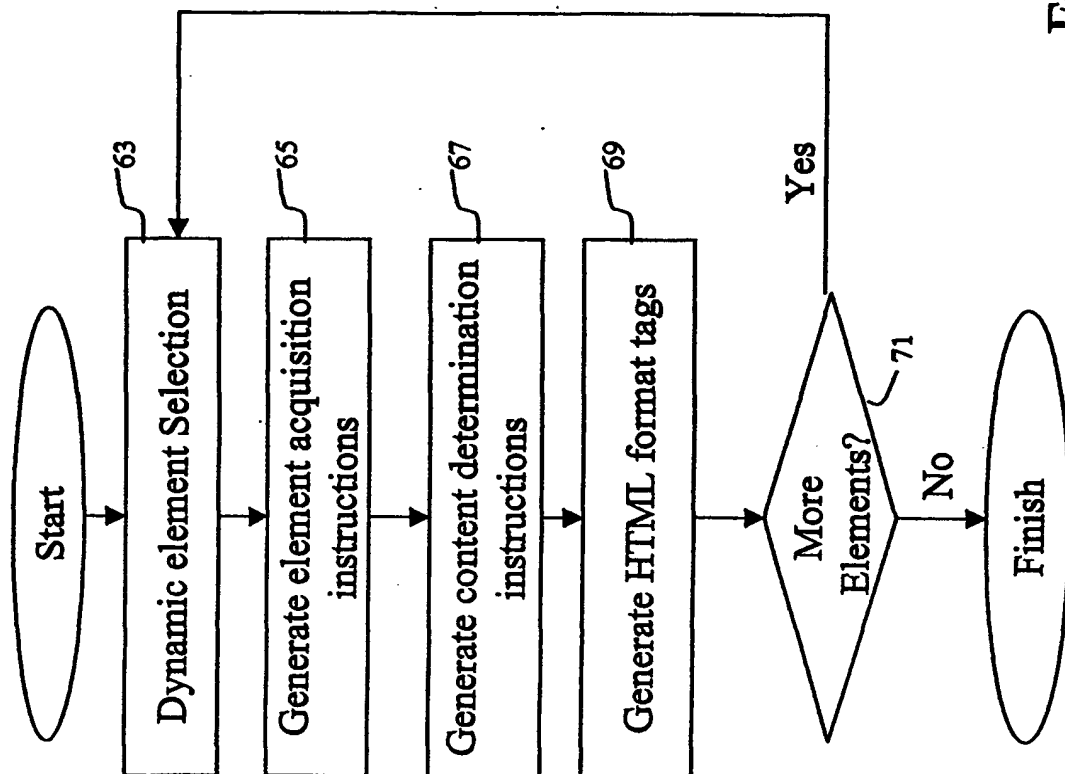 Start
63
Dynamic element Selection
65
Generate element acquisition
instructions
67
Generate content determination
instructions
69
Generate HTML format tags
More
Elements?
71
Yes
No
Finish